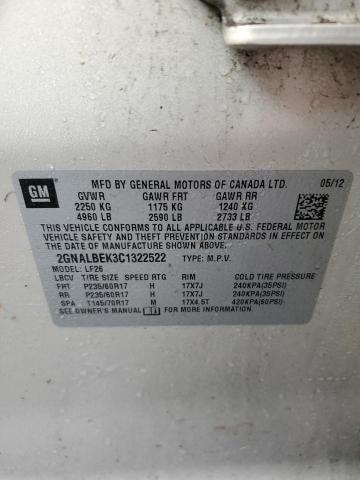 GM
MFD BY GENERAL MOTORS OF CANADA LTD. 05/12
GVWR GAWR FRT GAWR RR
2250 KG 1175 KG 1240 KG
4960 LB 2590 LB 2733 LB
THIS VEHICLE CONFORMS TO ALL APPLICABLE U.S. FEDERAL MOTOR
VEHICLE SAFETY AND THEFT PREVENTION STANDARDS IN
EFFECT ON THE DATE OF MANUFACTURE SHOWN ABOVE.
2GNALBEK3C1322522 TYPE: M.P.V.
MODEL: LF26
LBCV TIRE SIZE SPEED RTG RIM COLD TIRE PRESSURE
FRT P235/60R17 H 17X7J 240KPA(35PSI)
RR P235/60R17 H 17X7J 240KPA(35PSI)
SPA T145/70R17 M 17X4.5T 420KPA(60PSI)
SEE OWNER'S MANUAL FOR MORE INFORMATION.